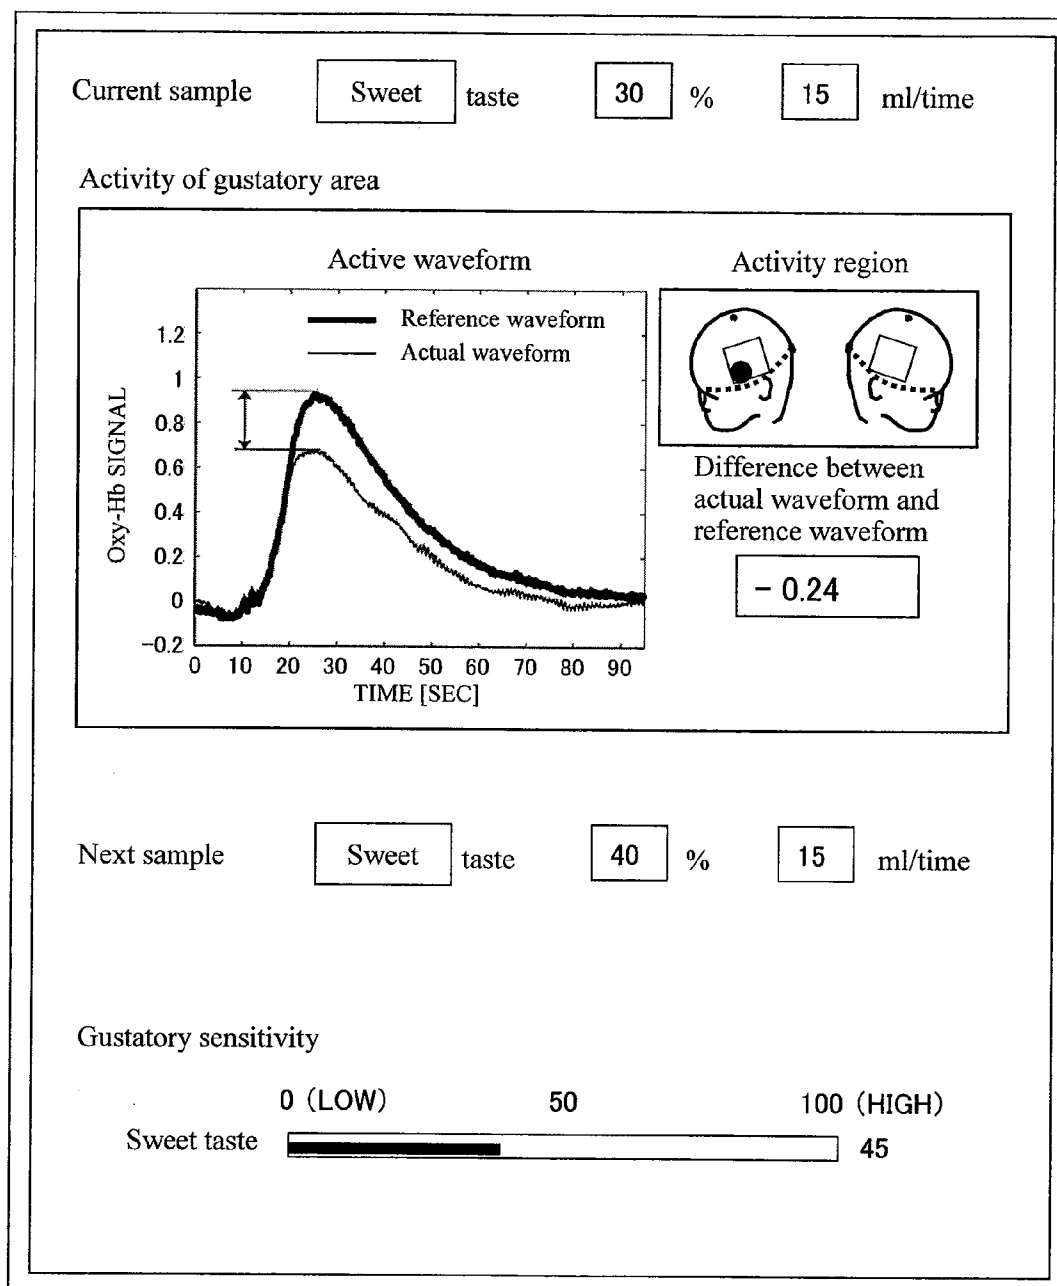 Current sample Sweet taste 30 % 15 ml/time
Activity of gustatory area
Active waveform
Reference waveform
Actual waveform
Oxy-Hb SIGNAL
1.2
1
0.8
0.6
0.4
0.2
0
−0.2
0 10 20 30 40 50 60 70 80 90
TIME [SEC]
Activity region
Difference between
actual waveform and
reference waveform
− 0.24
Next sample Sweet taste 40 % 15 ml/time
Gustatory sensitivity
0 (LOW) 50 100 (HIGH)
Sweet taste 45